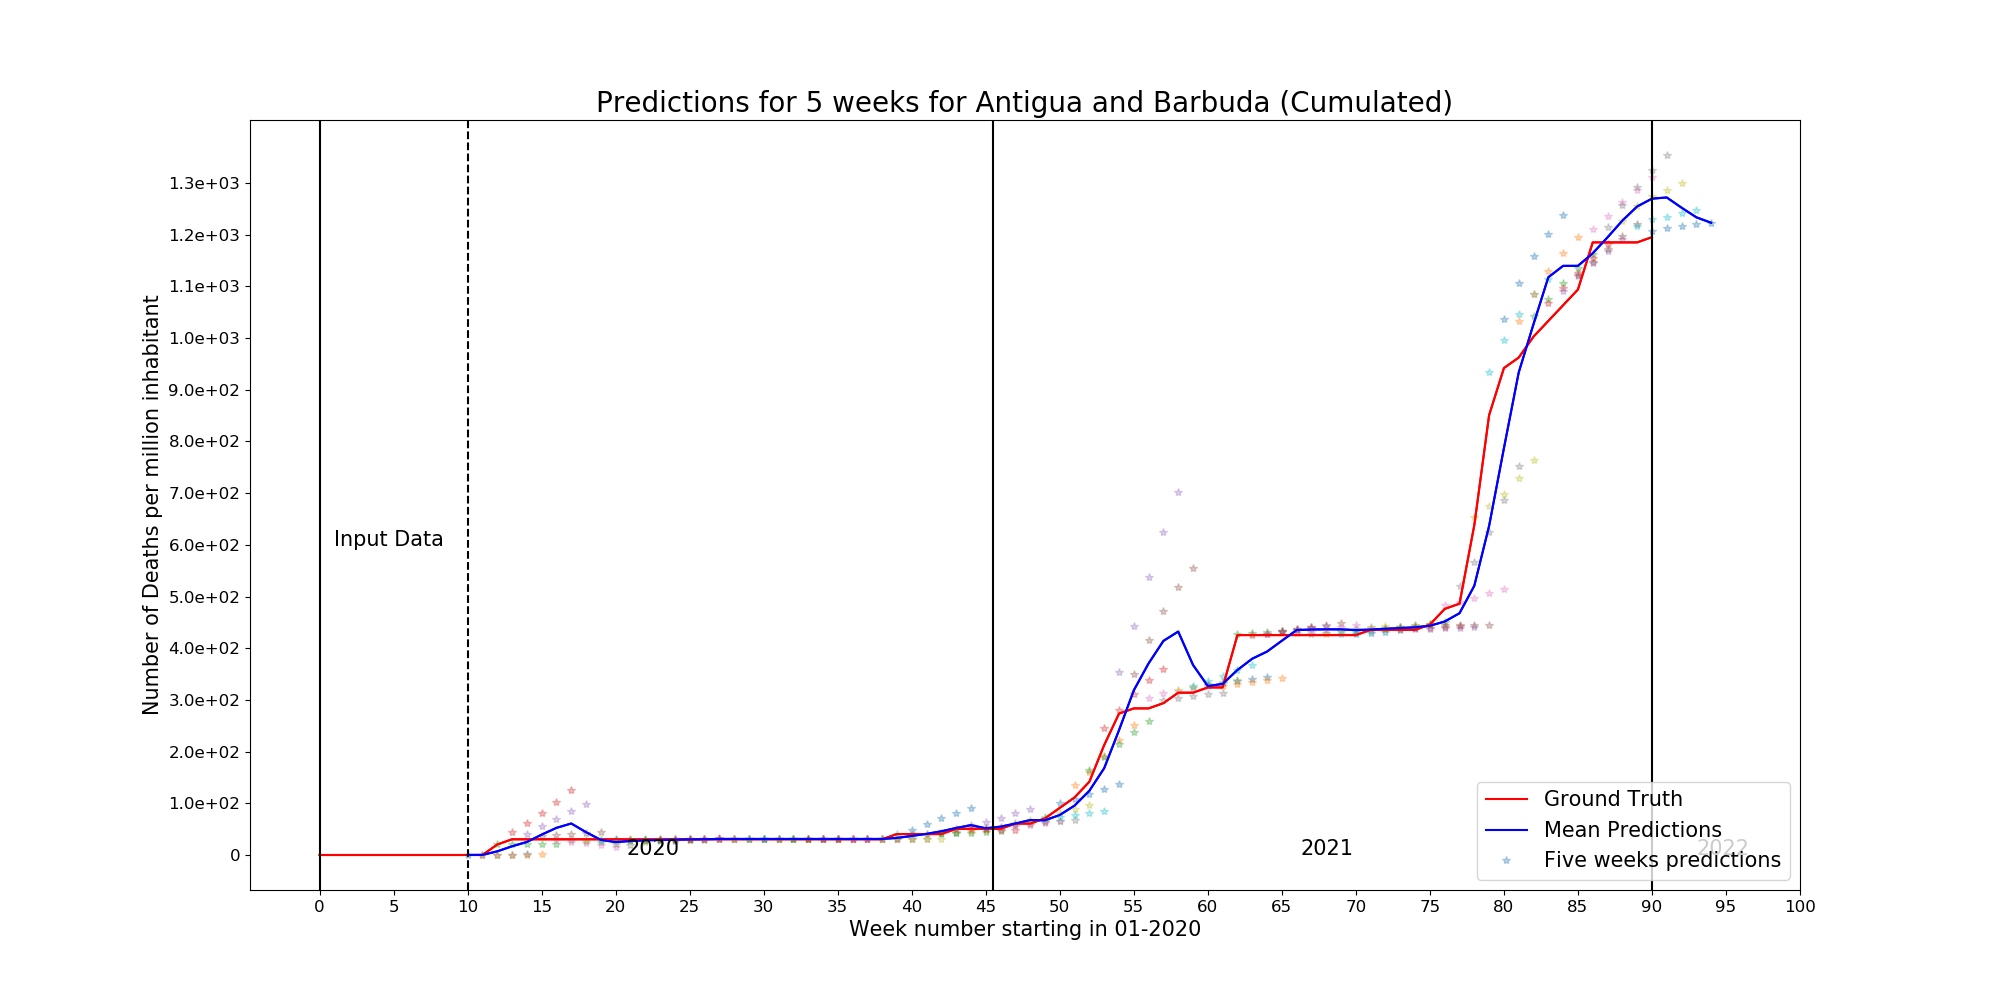 Predictions for 5 weeks for Antigua and Barbuda (Cumulated)
Number of Deaths per million inhabitant
1.3e+03
1.2e+03
1.1e+03
1.0e+03
9.0e+02
8.0e+02
7.0e+02
6.0e+02
5.0e+02
4.0e+02
3.0e+02
2.0e+02
1.0e+02
0
Input Data
2020
2021
2022
Ground Truth
Mean Predictions
Five weeks predictions
0 5 10 15 20 25 30 35 40 45 50 55 60 65 70 75 80 85 90 95 100
Week number starting in 01-2020